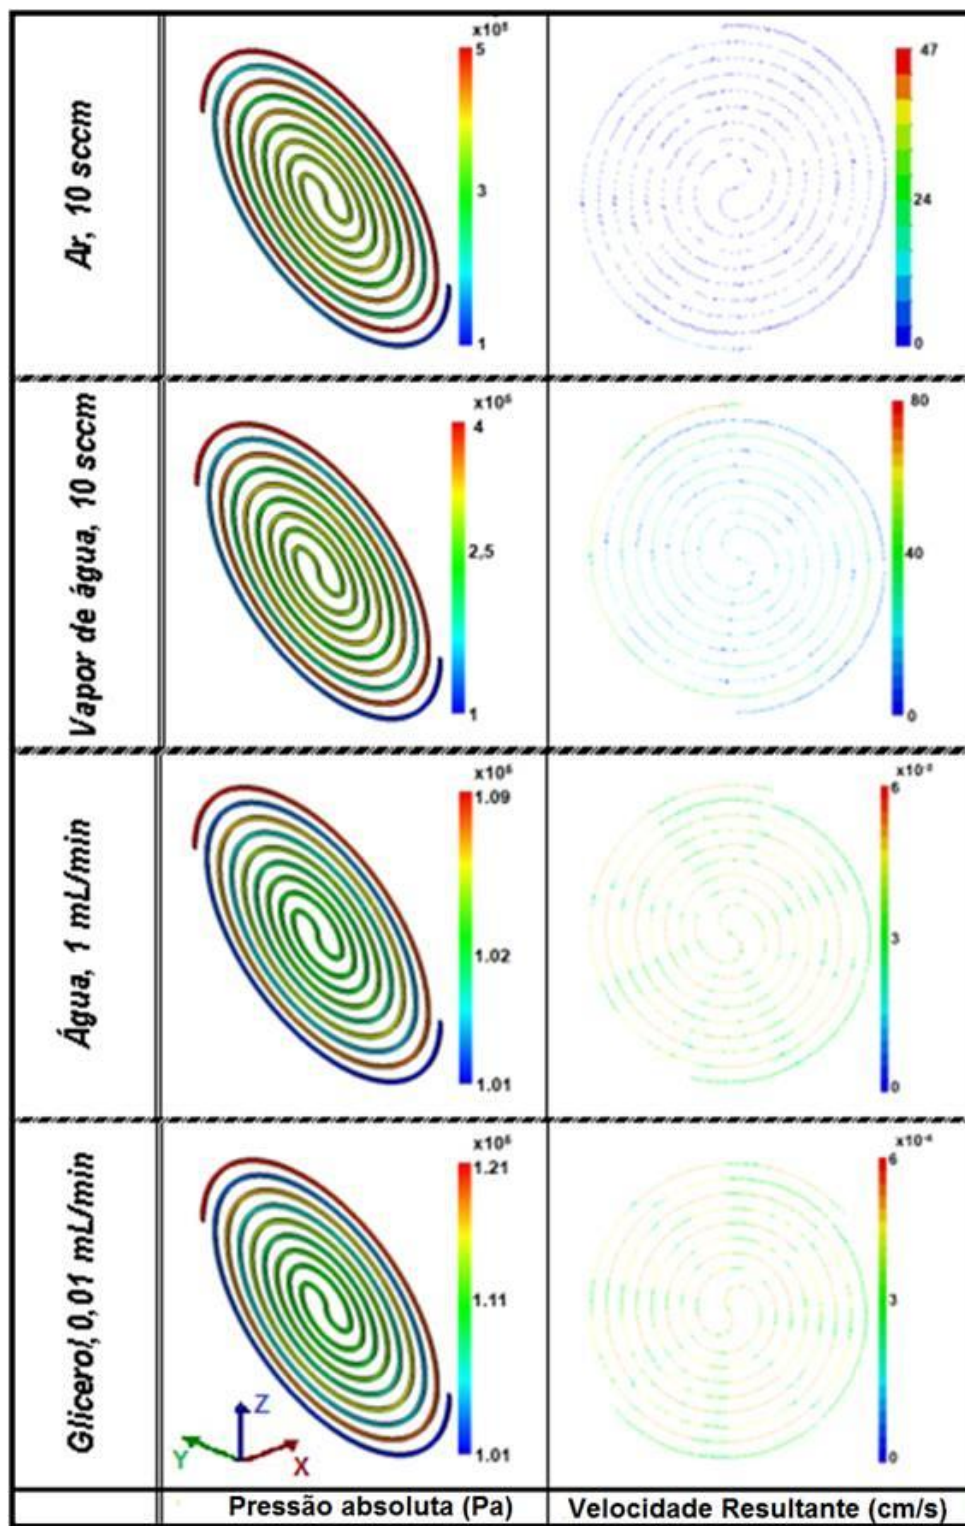 Ar, 10 sccm
x10⁵
5
3
1
47
24
0
Vapor de água, 10 sccm
x10⁵
4
2,5
1
80
40
0
Água, 1 mL/min
x10⁵
1.09
1.02
1.01
x10⁻²
6
3
0
Glicerol, 0,01 mL/min
x10⁵
1.21
1.11
1.01
Z
Y
X
x10⁻⁴
6
3
0
Pressão absoluta (Pa)
Velocidade Resultante (cm/s)